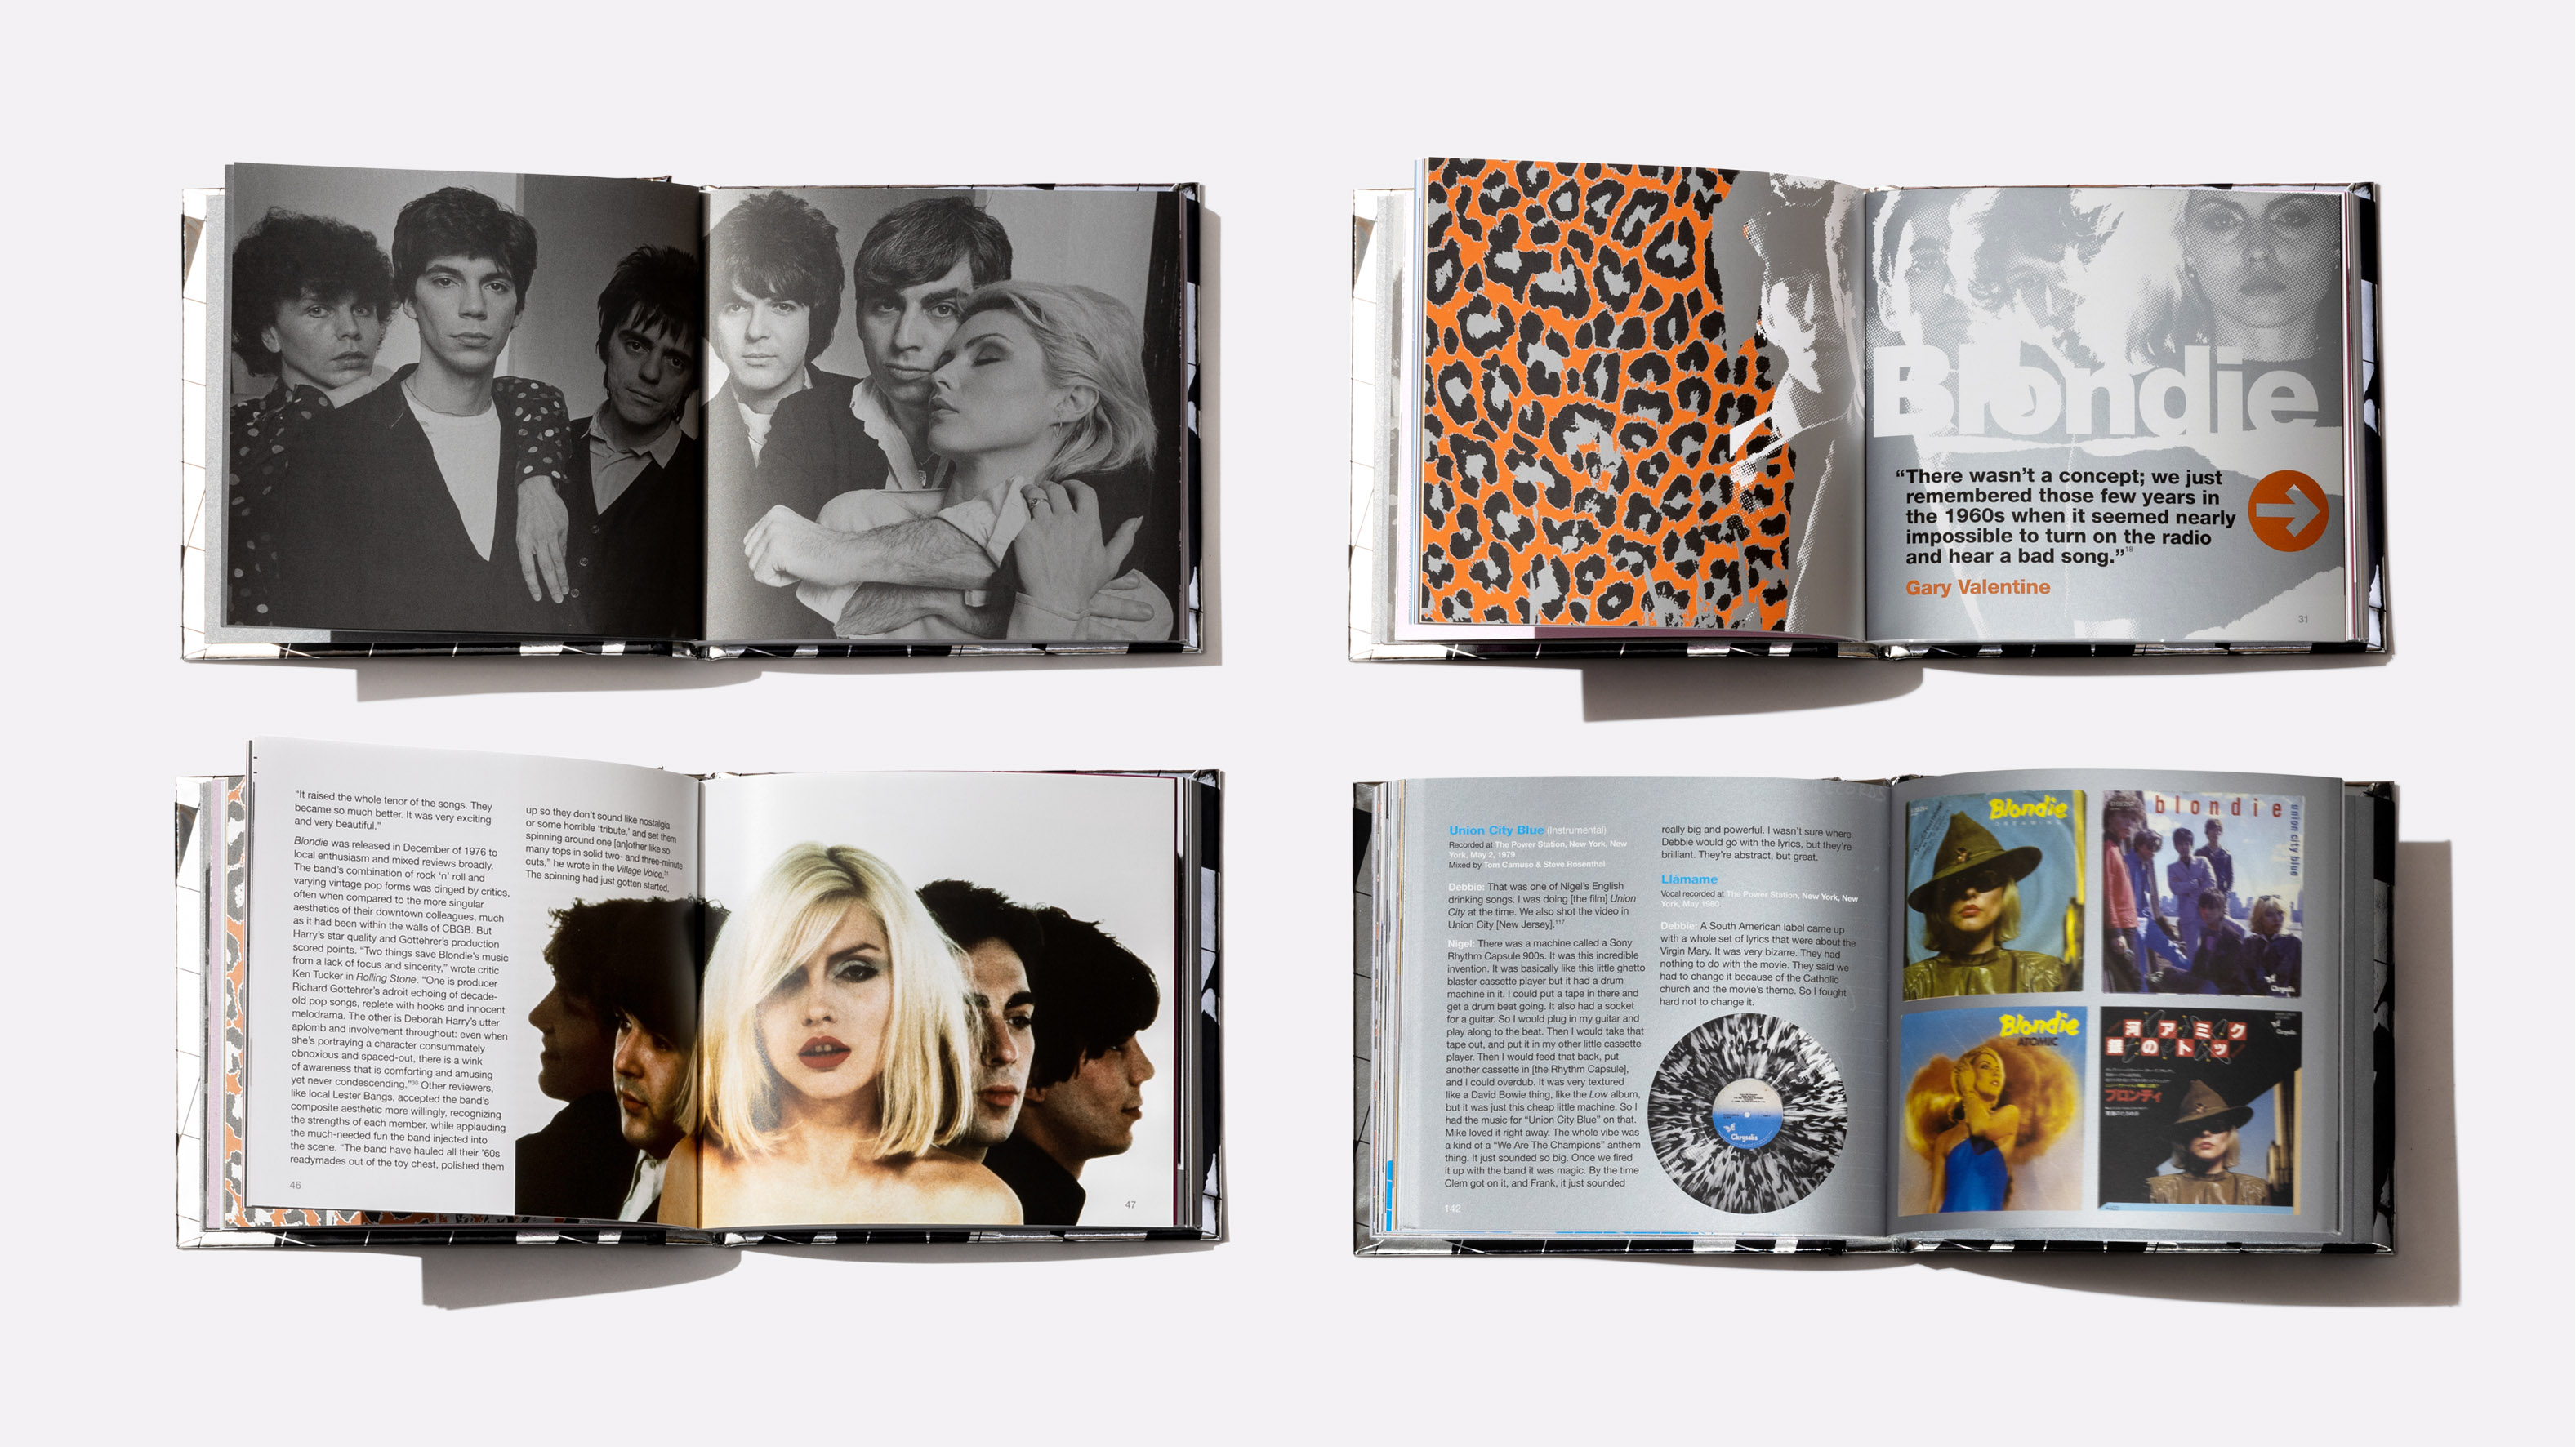 Blondie
“There wasn’t a concept; we just
remembered those few years in
the 1960s when it seemed nearly
impossible to turn on the radio
and hear a bad song.”18
Gary Valentine
31
“It raised the whole tenor of the songs. They
became so much better. It was very exciting
and very beautiful.”
Blondie was released in December of 1976 to
local enthusiasm and mixed reviews broadly.
The band’s combination of rock ‘n’ roll and
varying vintage pop forms was dinged by critics,
often when compared to the more singular
aesthetics of their downtown colleagues, much
as it had been within the walls of CBGB. But
Harry’s star quality and Gottehrer’s production
scored points. “Two things save Blondie’s music
from a lack of focus and sincerity,” wrote critic
Ken Tucker in Rolling Stone. “One is producer
Richard Gottehrer’s adroit echoing of decade-
old pop songs, replete with hooks and innocent
melodrama. The other is Deborah Harry’s utter
aplomb and involvement throughout: even when
she’s portraying a character consummately
obnoxious and spaced-out, there is a wink
of awareness that is comforting and amusing
yet never condescending.”30 Other reviewers,
like local Lester Bangs, accepted the band’s
composite aesthetic more willingly, recognizing
the strengths of each member, while applauding
the much-needed fun the band injected into
the scene. “The band have hauled all their ’60s
readymades out of the toy chest, polished them
46
up so they don’t sound like nostalgia
or some horrible ‘tribute,’ and set them
spinning around one [an]other like so
many tops in solid two- and three-minute
cuts,” he wrote in the Village Voice.31
The spinning had just gotten started.
47
Union City Blue (Instrumental)
Recorded at The Power Station, New York, New
York, May 2, 1979
Mixed by Tom Camuso & Steve Rosenthal
Debbie: That was one of Nigel’s English
drinking songs. I was doing [the film] Union
City at the time. We also shot the video in
Union City [New Jersey].117
Nigel: There was a machine called a Sony
Rhythm Capsule 900s. It was this incredible
invention. It was basically like this little ghetto
blaster cassette player but it had a drum
machine in it. I could put a tape in there and
get a drum beat going. It also had a socket
for a guitar. So I would plug in my guitar and
play along to the beat. Then I would take that
tape out, and put it in my other little cassette
player. Then I would feed that back, put
another cassette in [the Rhythm Capsule],
and I could overdub. It was very textured
like a David Bowie thing, like the Low album,
but it was just this cheap little machine. So I
had the music for “Union City Blue” on that.
Mike loved it right away. The whole vibe was
a kind of a “We Are The Champions” anthem
thing. It just sounded so big. Once we fired
it up with the band it was magic. By the time
Clem got on it, and Frank, it just sounded
142
really big and powerful. I wasn’t sure where
Debbie would go with the lyrics, but they’re
brilliant. They’re abstract, but great.
Llámame
Vocal recorded at The Power Station, New York, New
York, May 1980
Debbie: A South American label came up
with a whole set of lyrics that were about the
Virgin Mary. It was very bizarre. They had
nothing to do with the movie. They said we
had to change it because of the Catholic
church and the movie’s theme. So I fought
hard not to change it.
Chrysalis
Blondie
DREAMING
blondie
union city blue
Chrysalis
Blondie
ATOMIC
河アミク
銀のトッ
ブロンディ